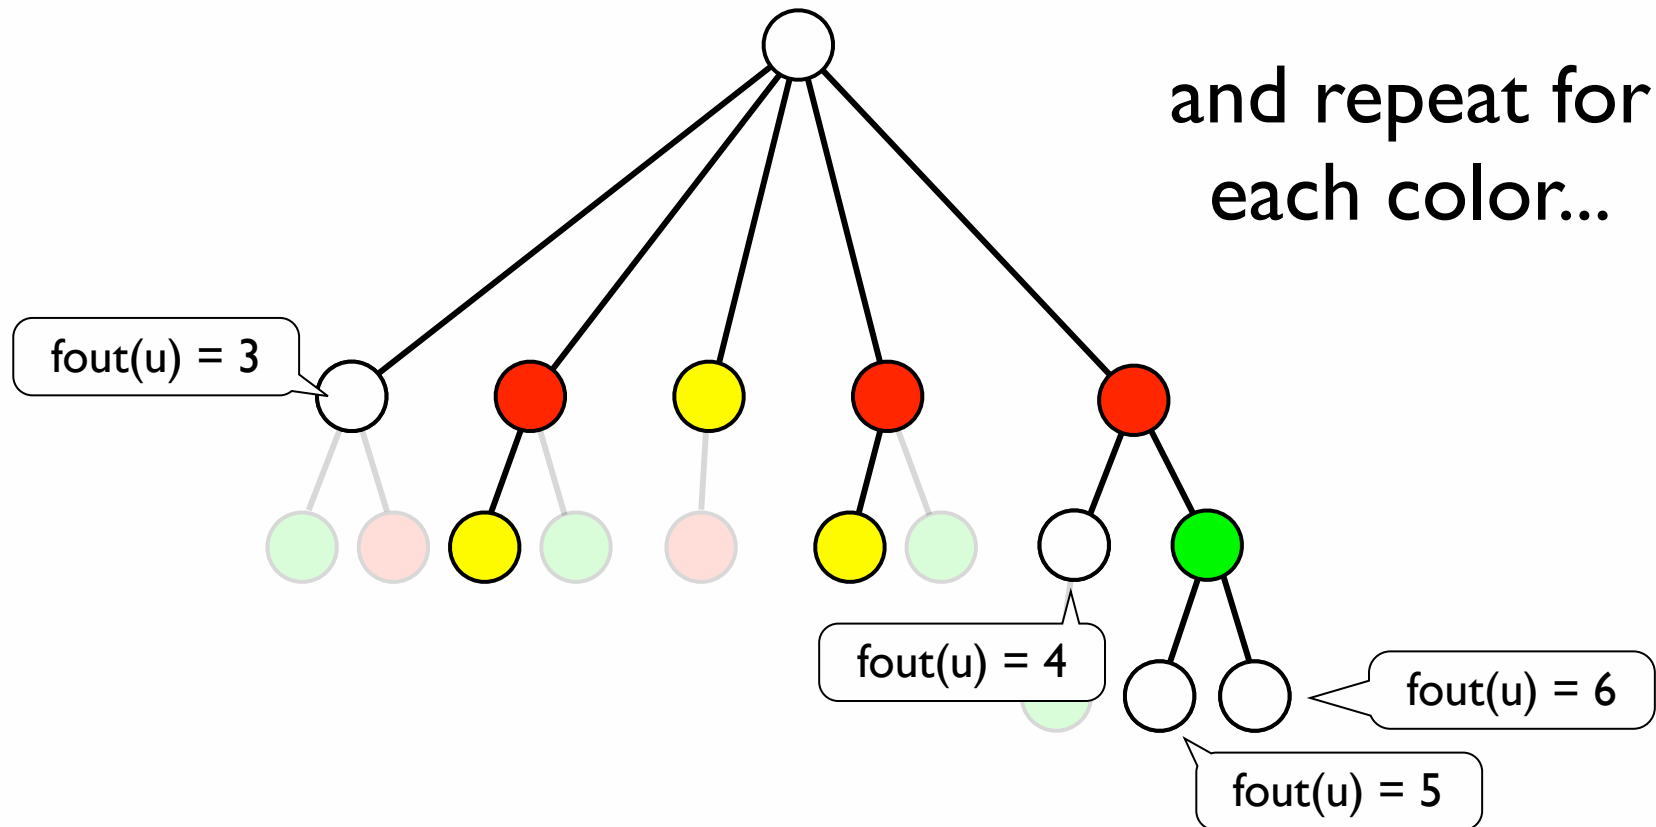 and repeat for
each color...
fout(u) = 3
fout(u) = 4
fout(u) = 6
fout(u) = 5